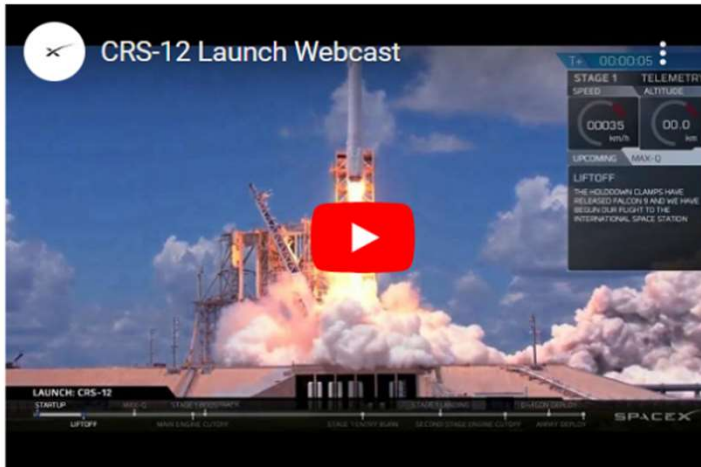 CRS-12 Launch Webcast
T+ 00:00:05
STAGE 1 TELEMETRY
SPEED ALTITUDE
00035 00.0
km/h km
UPCOMING MAX-Q
LIFTOFF
THE HOLDDOWN CLAMPS HAVE
RELEASED FALCON 9 AND WE HAVE
BEGUN OUR FLIGHT TO THE
INTERNATIONAL SPACE STATION
LAUNCH: CRS-12
STARTUP MAX-Q STAGE 1 STAGE LANDING DRAGON DEPLOY
LIFTOFF MAIN ENGINE CUTOFF STAGE 1 ENTRY BURN SECOND STAGE ENGINE CUTOFF ARRAY DEPLOY
SPACEX